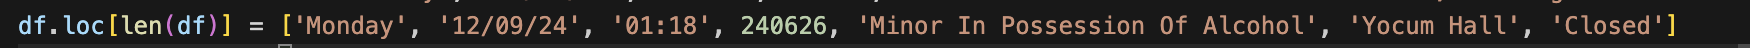 df.loc[len(df)] = ['Monday', '12/09/24', '01:18', 240626, 'Minor In Possession Of Alcohol', 'Yocum Hall', 'Closed']